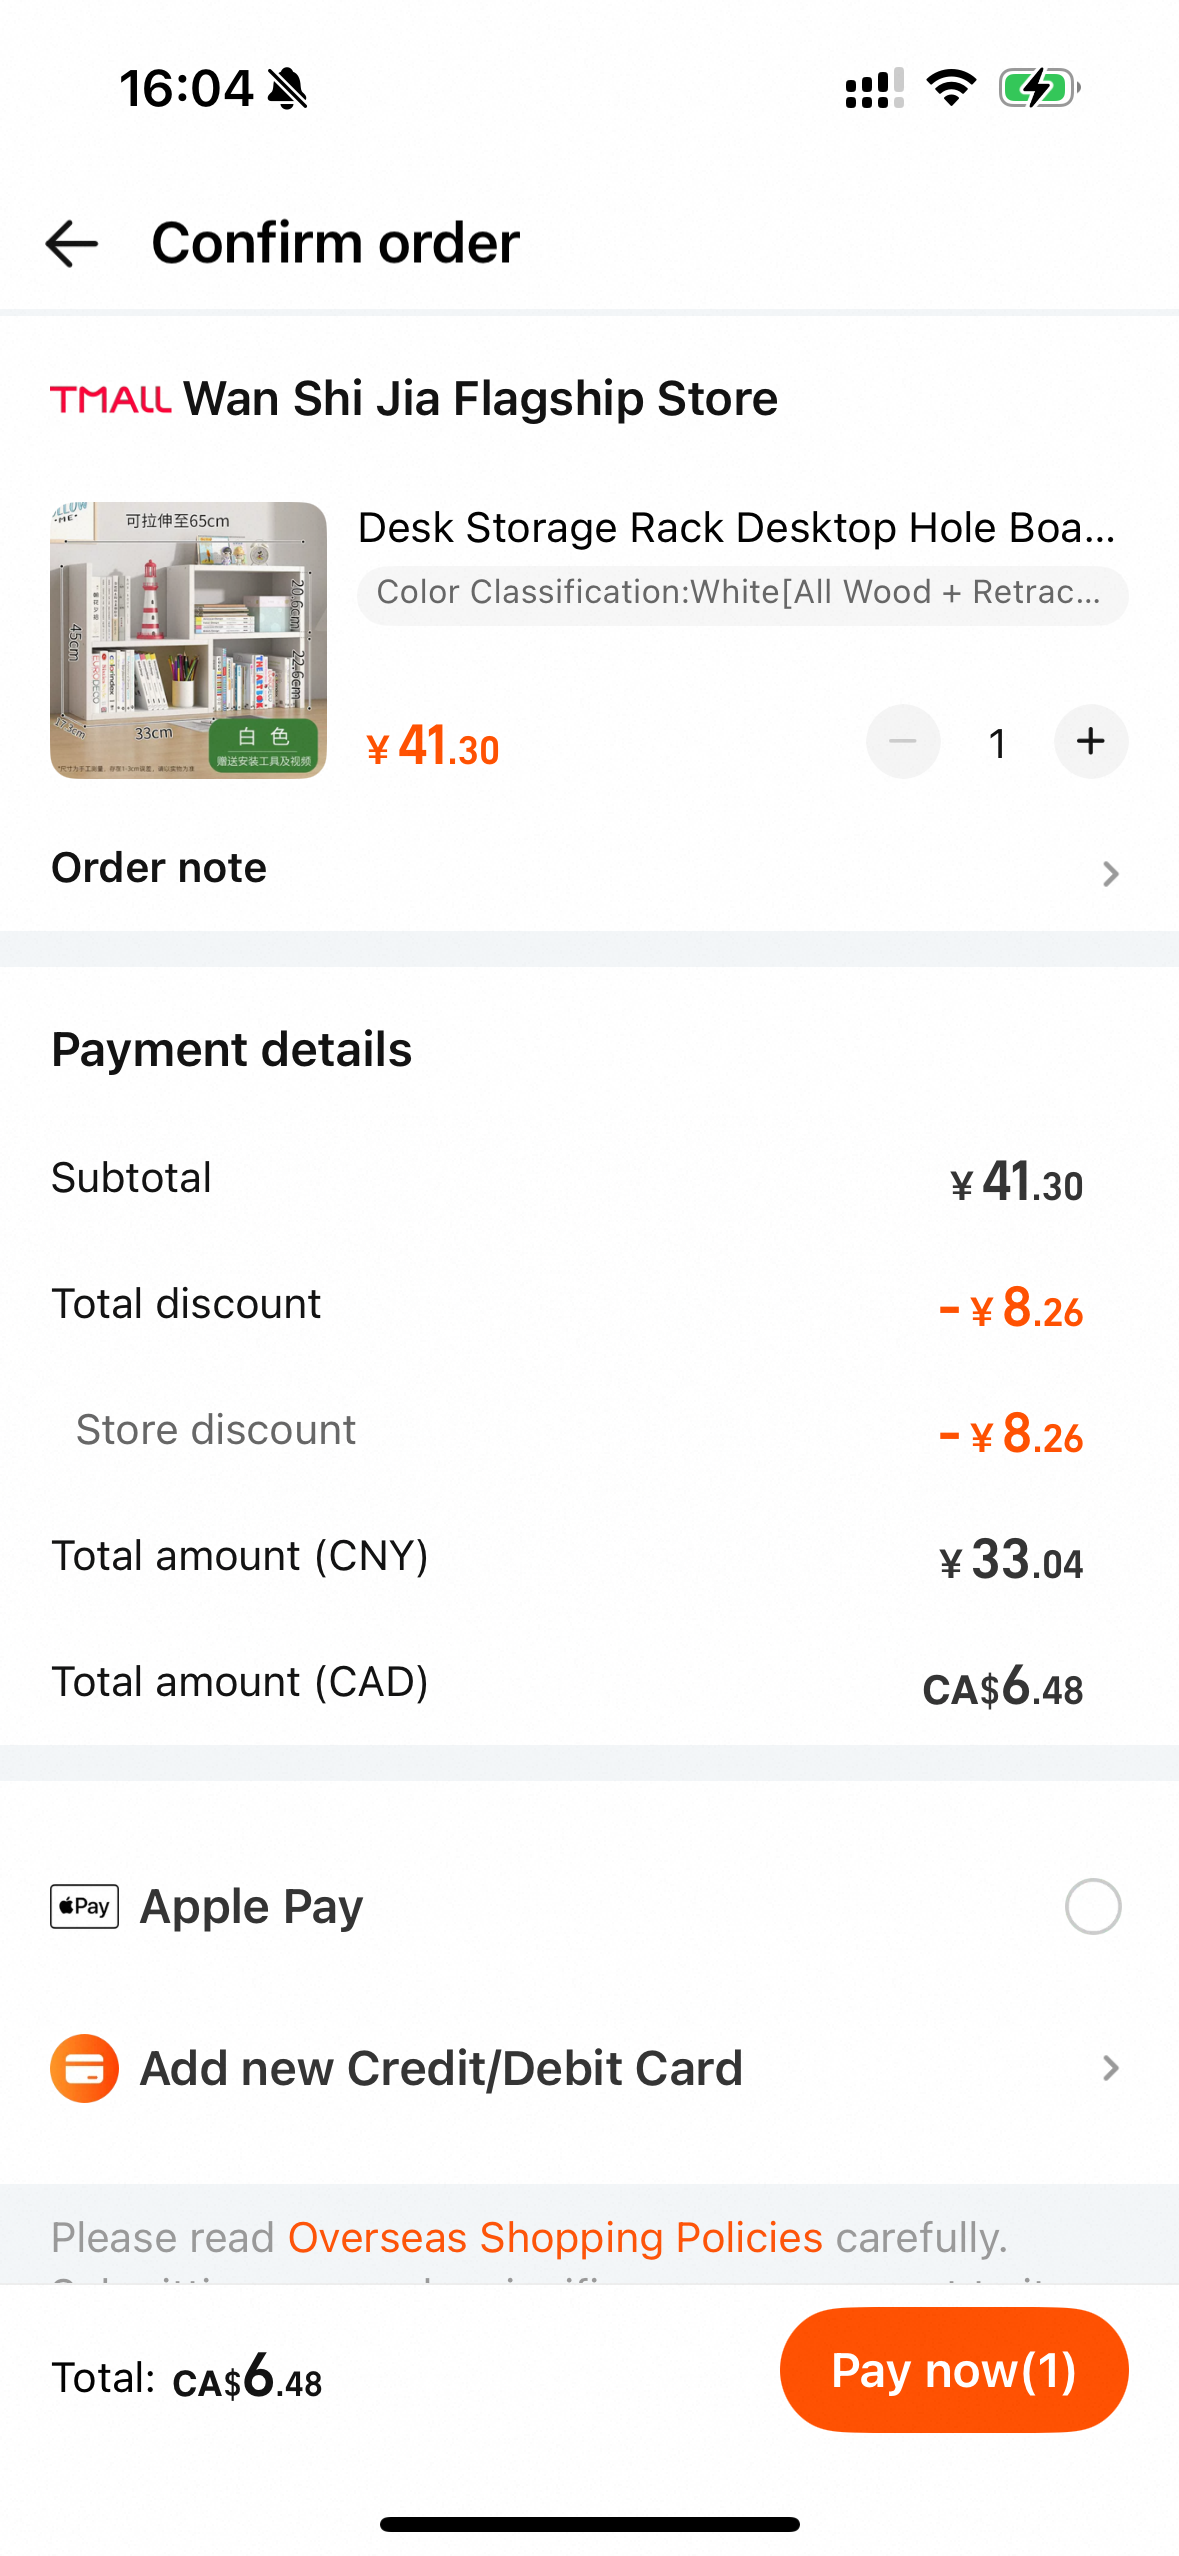 16:04
Confirm order
TMALL Wan Shi Jia Flagship Store
Desk Storage Rack Desktop Hole Boa...
Color Classification:White[All Wood + Retrac...
可拉伸至65cm
45cm
20.6cm
22.6cm
17.3cm
33cm
白 色
赠送安装工具及视频
THE ART BOOK
¥ 41.30
1
Order note
Payment details
Subtotal
¥ 41.30
Total discount
- ¥ 8.26
Store discount
- ¥ 8.26
Total amount (CNY)
¥ 33.04
Total amount (CAD)
CA$6.48
Pay Apple Pay
Add new Credit/Debit Card
Please read Overseas Shopping Policies carefully.
Total: CA$6.48
Pay now(1)